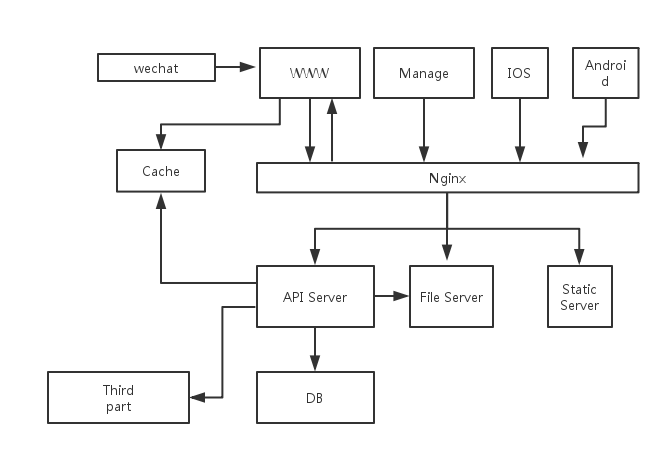 wechat
WWW
Manage
IOS
Androi
d
Cache
Nginx
API Server
File Server
Static
Server
Third
part
DB